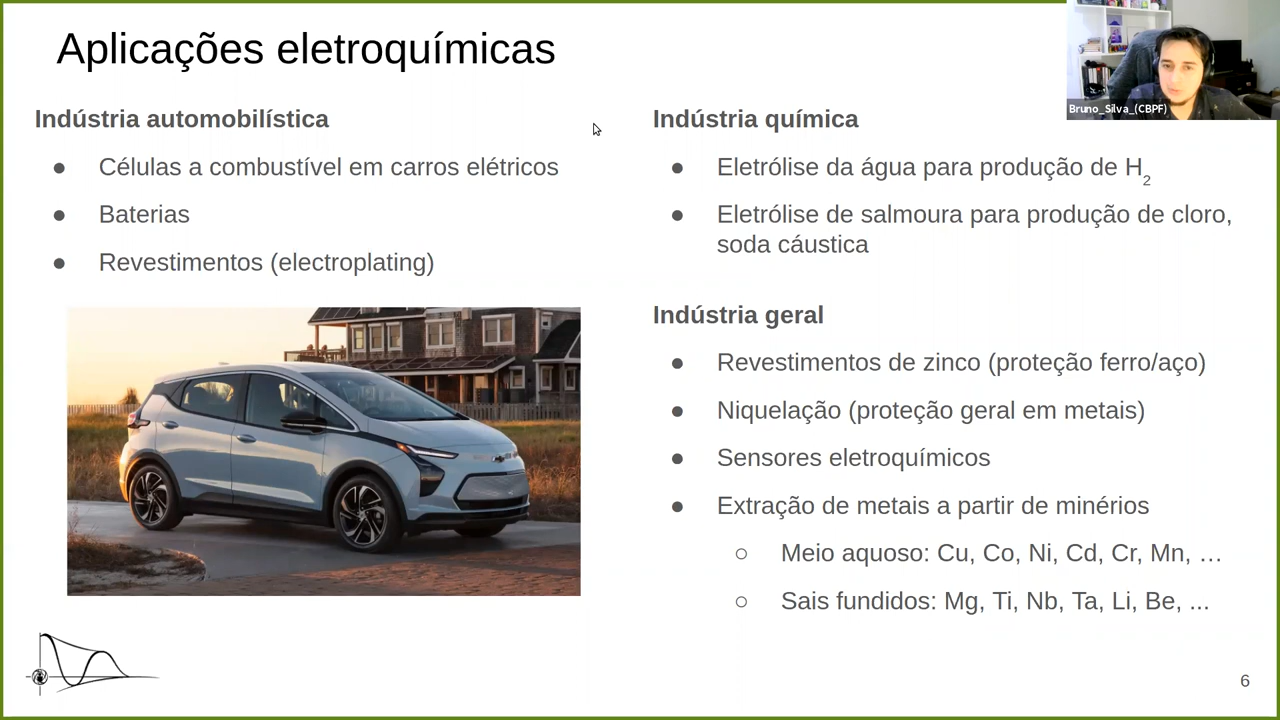 Aplicações eletroquímicas
Bruno_Silva_(CBPF)
Indústria automobilística
● Células a combustível em carros elétricos
● Baterias
● Revestimentos (electroplating)
Indústria química
● Eletrólise da água para produção de H₂
● Eletrólise de salmoura para produção de cloro,
soda cáustica
Indústria geral
● Revestimentos de zinco (proteção ferro/aço)
● Niquelação (proteção geral em metais)
● Sensores eletroquímicos
● Extração de metais a partir de minérios
○ Meio aquoso: Cu, Co, Ni, Cd, Cr, Mn, …
○ Sais fundidos: Mg, Ti, Nb, Ta, Li, Be, ...
6